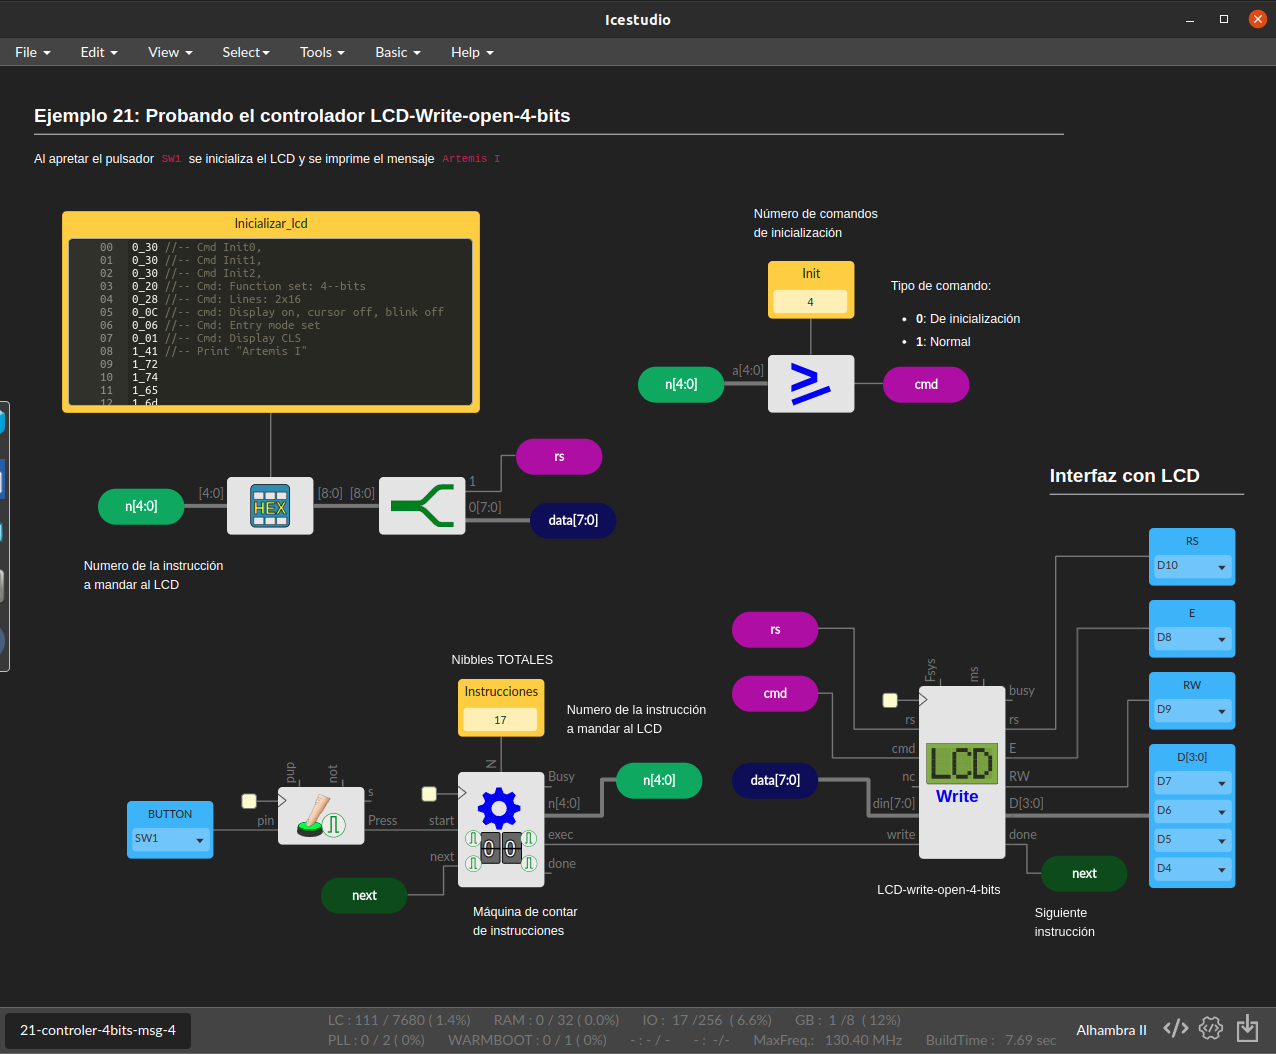 Icestudio
File Edit View Select Tools Basic Help
Ejemplo 21: Probando el controlador LCD-Write-open-4-bits
Al apretar el pulsador SW1 se inicializa el LCD y se imprime el mensaje Artemis I
Inicializar_lcd
00 0_30 //-- Cmd Init0,
01 0_30 //-- Cmd Init1,
02 0_30 //-- Cmd Init2,
03 0_20 //-- Cmd: Function set: 4--bits
04 0_28 //-- Cmd: Lines: 2x16
05 0_0C //-- cmd: Display on, cursor off, blink off
06 0_06 //-- Cmd: Entry mode set
07 0_01 //-- Cmd: Display CLS
08 1_41 //-- Print "Artemis I"
09 1_72
10 1_74
11 1_65
12 1_6d
Número de comandos
de inicialización
Init
4
Tipo de comando:
0: De inicialización
1: Normal
n[4:0]
a[4:0]
cmd
n[4:0]
[4:0]
HEX
[8:0]
[8:0]
1
0[7:0]
rs
data[7:0]
Numero de la instrucción
a mandar al LCD
Interfaz con LCD
RS
D10
E
D8
RW
D9
D[3:0]
D7
D6
D5
D4
Nibbles TOTALES
Instrucciones
17
Numero de la instrucción
a mandar al LCD
BUTTON
SW1
pup
not
pin
s
Press
N
start
next
0 0
Busy
n[4:0]
exec
done
n[4:0]
next
Máquina de contar
de instrucciones
rs
cmd
data[7:0]
Fsys
ms
rs
cmd
nc
din[7:0]
write
LCD
Write
busy
rs
E
RW
D[3:0]
done
LCD-write-open-4-bits
next
Siguiente
instrucción
21-controler-4bits-msg-4
LC : 111 / 7680 ( 1.4%) RAM : 0 / 32 ( 0.0%) IO : 17 /256 ( 6.6%) GB : 1 /8 ( 12%)
PLL : 0 / 2 ( 0%) WARMBOOT : 0 / 1 ( 0%) - : - / - - : -/- MaxFreq.: 130.40 MHz BuildTime : 7.69 sec
Alhambra II